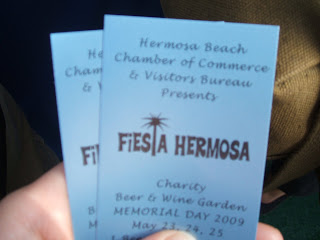 Hermosa Beach
Chamber of Commerce
& Visitors Bureau
Presents
FiESTA HERMOSA
Charity
Beer & Wine Garden
MEMORIAL DAY 2009
May 23, 24, 25